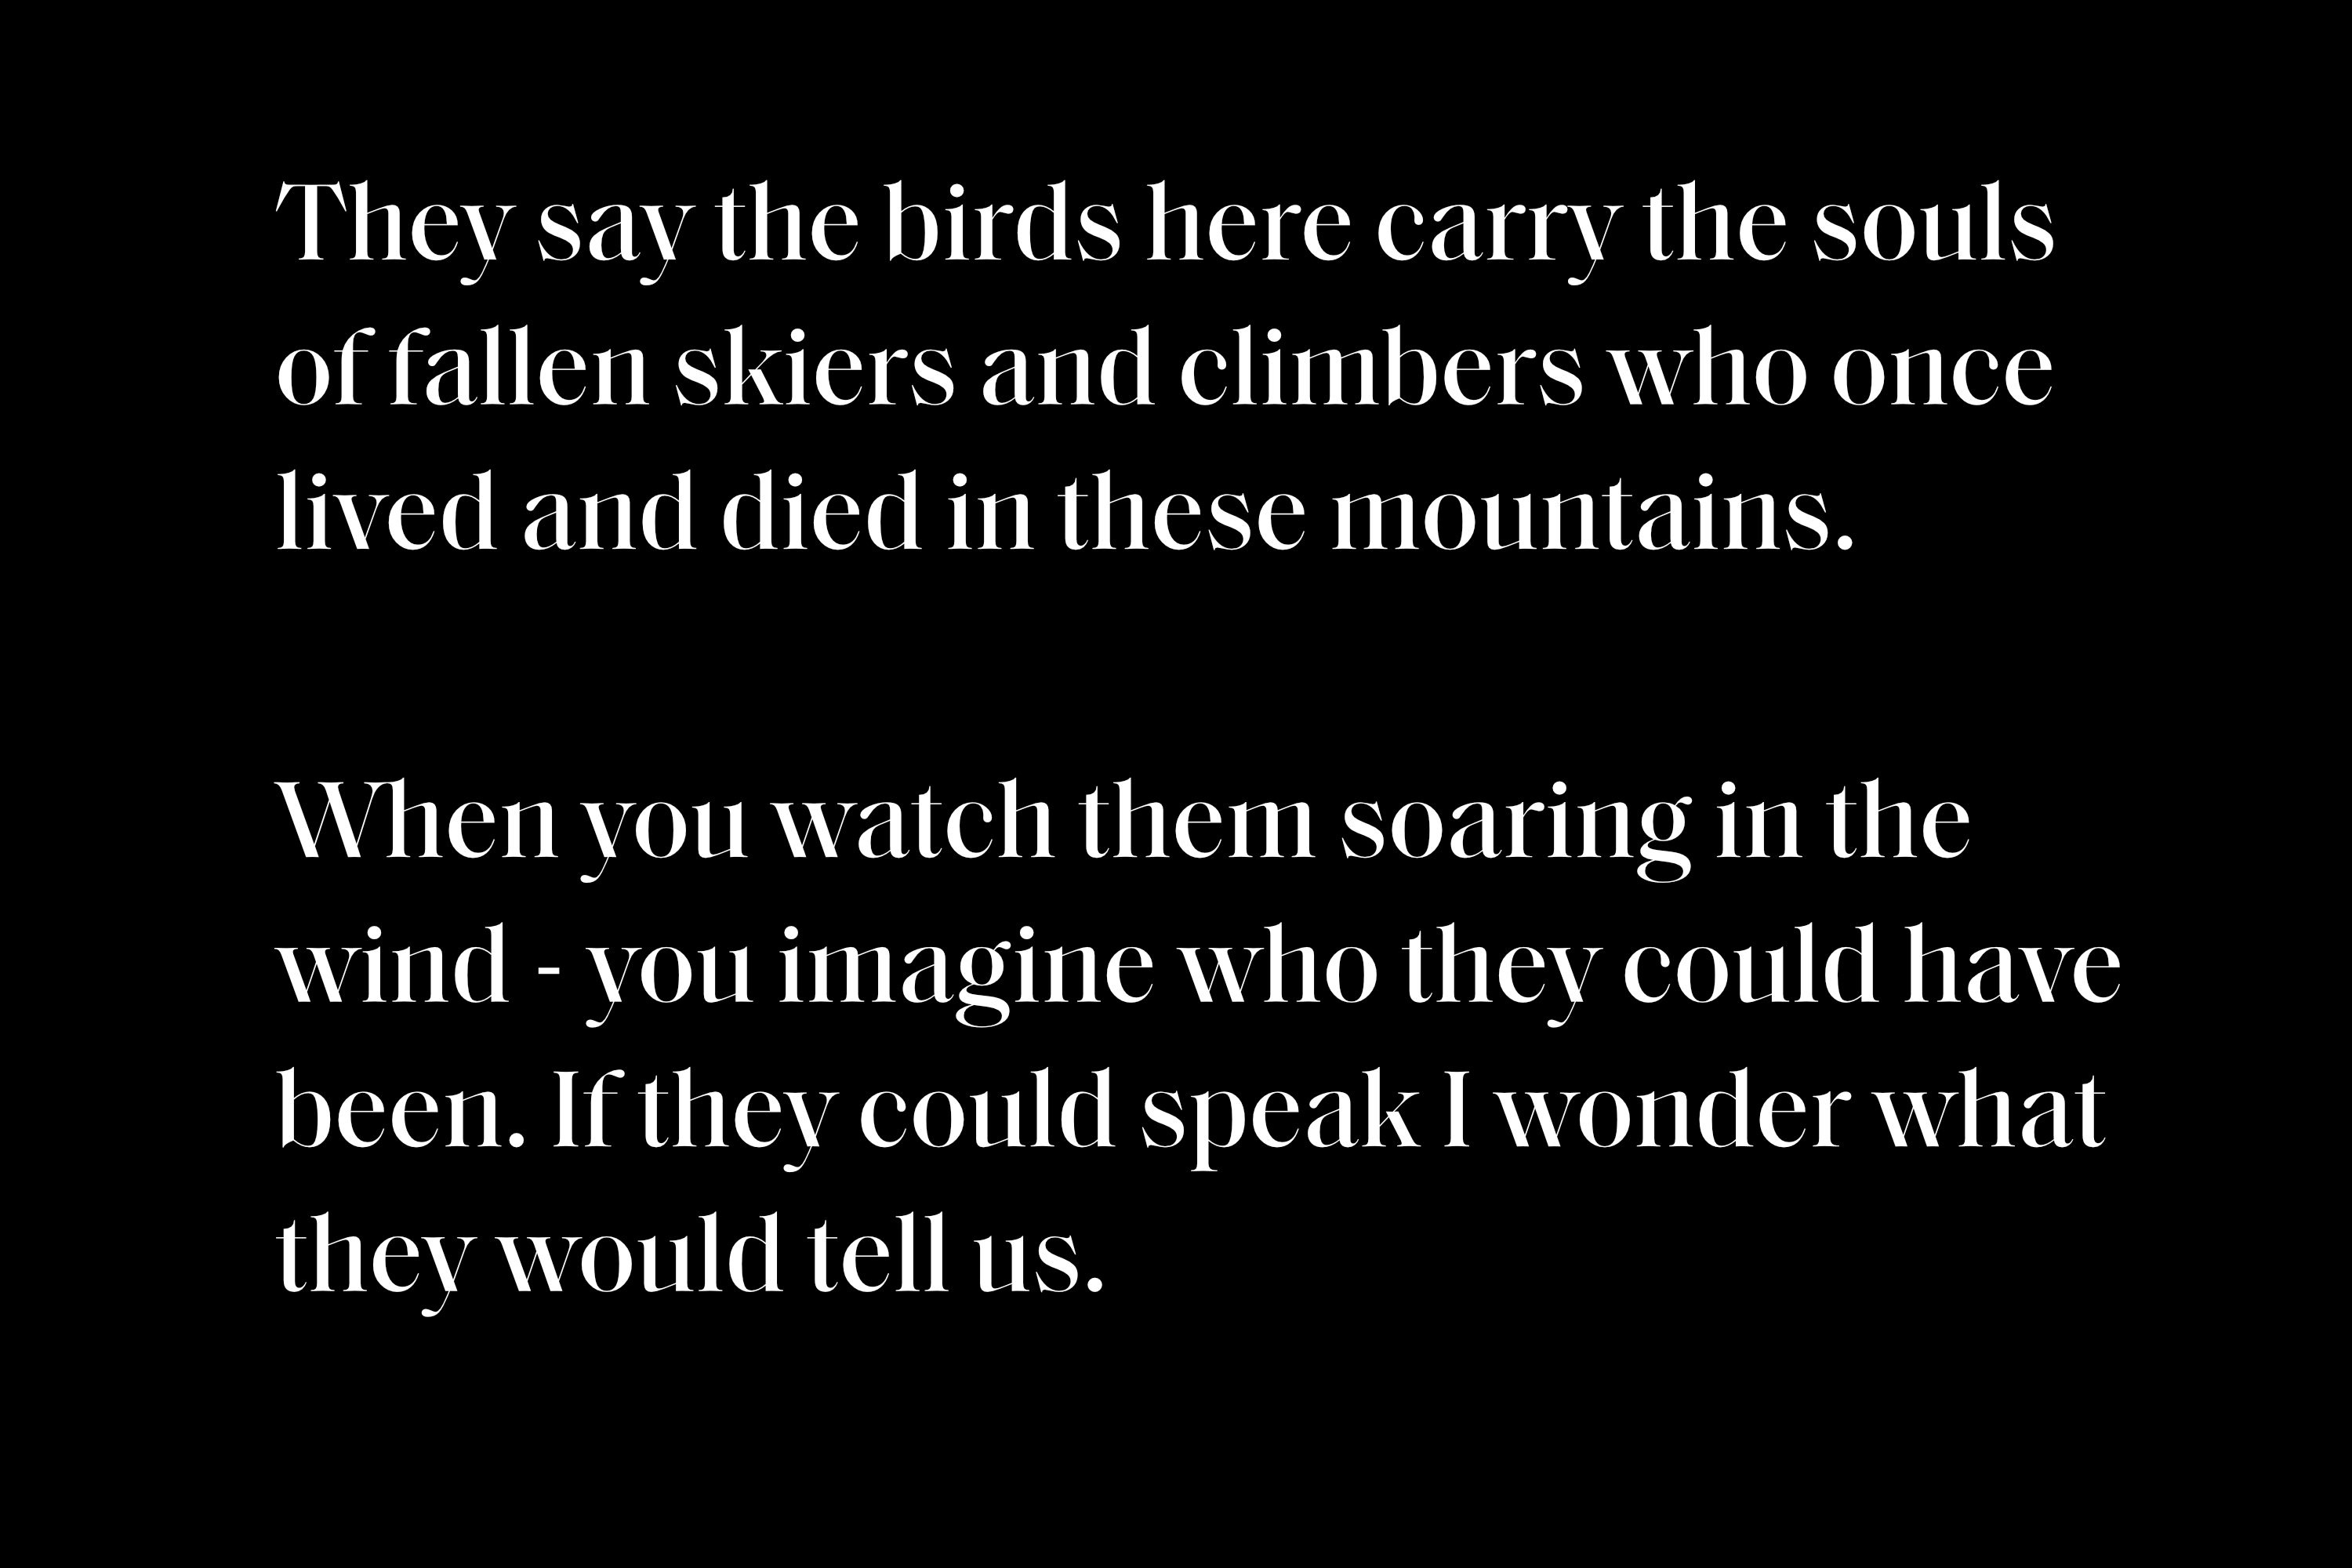 They say the birds here carry the souls
of fallen skiers and climbers who once
lived and died in these mountains.
When you watch them soaring in the
wind - you imagine who they could have
been. If they could speak I wonder what
they would tell us.